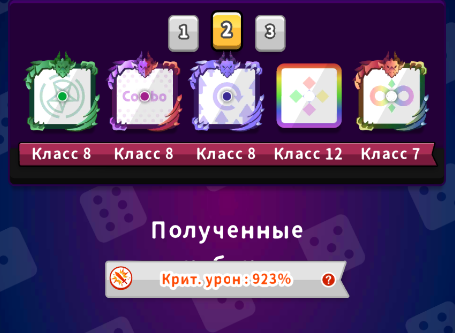 1 2 3
Combo
Класс 8 Класс 8 Класс 8 Класс 12 Класс 7
Полученные
Крит. урон : 923% ?